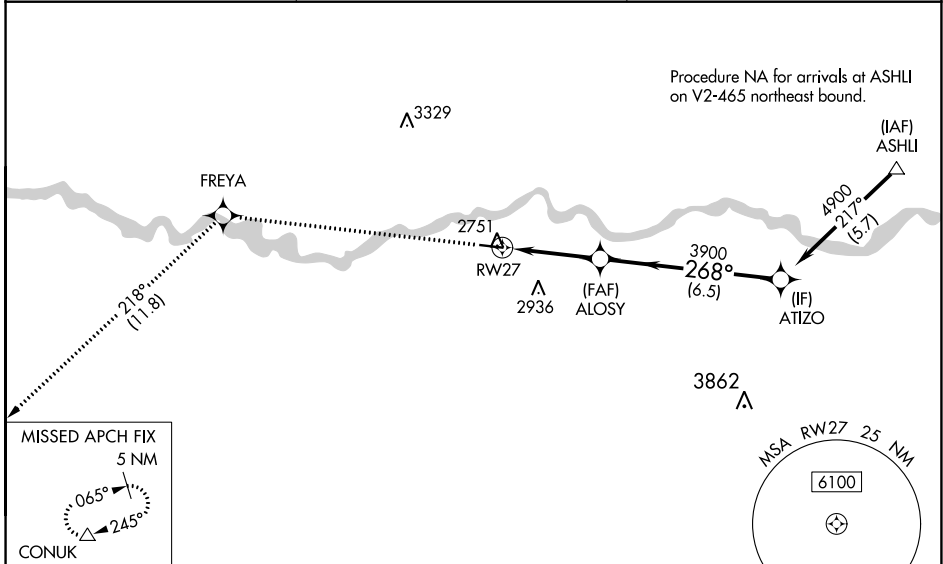 Procedure NA for arrivals at ASHLI
on V2-465 northeast bound.
3329
(IAF)
ASHLI
FREYA
4900
217°
(5.7)
2751
RW27
3900
268°
(6.5)
(FAF)
ALOSY
(IF)
ATIZO
2936
218°
(11.8)
3862
MISSED APCH FIX
5 NM
065°
245°
CONUK
MSA RW27 25 NM
6100